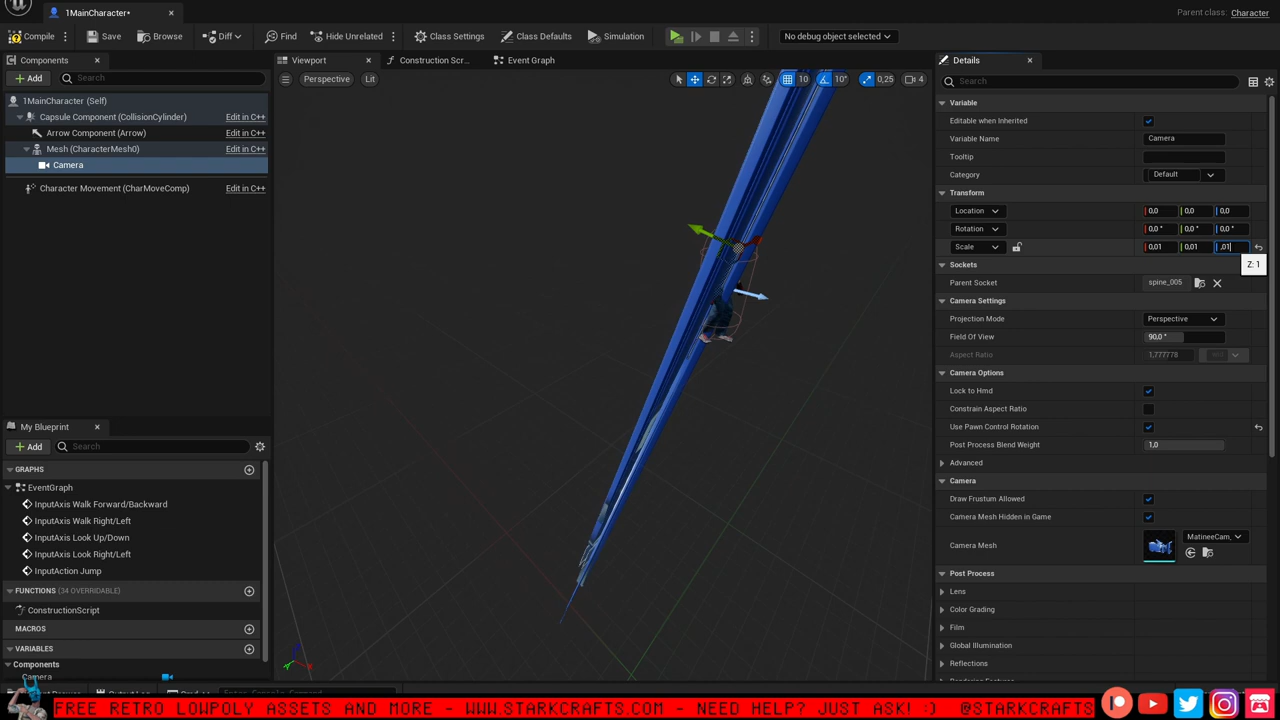 1MainCharacter*
Parent class: Character
Compile
Save
Browse
Diff
Find
Hide Unrelated
Class Settings
Class Defaults
Simulation
No debug object selected
Components
Add
Search
1MainCharacter (Self)
Capsule Component (CollisionCylinder)
Edit in C++
Arrow Component (Arrow)
Edit in C++
Mesh (CharacterMesh0)
Edit in C++
Camera
Character Movement (CharMoveComp)
Edit in C++
My Blueprint
Add
Search
GRAPHS
EventGraph
InputAxis Walk Forward/Backward
InputAxis Walk Right/Left
InputAxis Look Up/Down
InputAxis Look Right/Left
InputAction Jump
FUNCTIONS (34 OVERRIDABLE)
ConstructionScript
MACROS
VARIABLES
Components
Camera
Viewport
Construction Scr...
Event Graph
Perspective
Lit
10
10°
0,25
4
Details
Search
Variable
Editable when Inherited
Variable Name
Camera
Tooltip
Category
Default
Transform
Location
0,0
0,0
0,0
Rotation
0,0 °
0,0 °
0,0 °
Scale
0,01
0,01
,01
Z: 1
Sockets
Parent Socket
spine_005
Camera Settings
Projection Mode
Perspective
Field Of View
90,0 °
Aspect Ratio
1,777778
Camera Options
Lock to Hmd
Constrain Aspect Ratio
Use Pawn Control Rotation
Post Process Blend Weight
1,0
Advanced
Camera
Draw Frustum Allowed
Camera Mesh Hidden in Game
Camera Mesh
MatineeCam_
Post Process
Lens
Color Grading
Film
Global Illumination
Reflections
FREE RETRO LOWPOLY ASSETS AND MORE - WWW.STARKCRAFTS.COM - NEED HELP? JUST ASK! :) @STARKCRAFTS